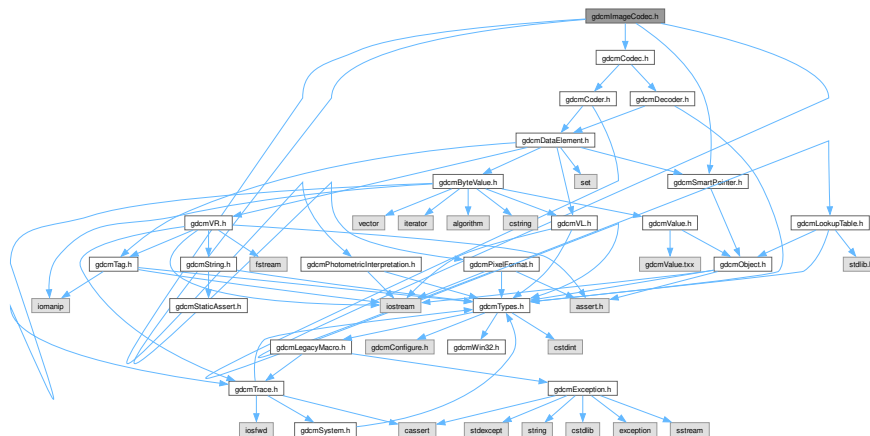 gdcmImageCodec.h
gdcmCodec.h
gdcmCoder.h
gdcmDecoder.h
gdcmDataElement.h
gdcmByteValue.h
set
gdcmSmartPointer.h
gdcmVR.h
vector
iterator
algorithm
cstring
gdcmVL.h
gdcmValue.h
gdcmLookupTable.h
gdcmTag.h
gdcmString.h
fstream
gdcmPhotometricInterpretation.h
gdcmPixelFormat.h
gdcmValue.txx
gdcmObject.h
stdlib.h
iomanip
gdcmStaticAssert.h
iostream
gdcmTypes.h
assert.h
gdcmLegacyMacro.h
gdcmConfigure.h
gdcmWin32.h
cstdint
gdcmTrace.h
gdcmException.h
iosfwd
gdcmSystem.h
cassert
stdexcept
string
cstdlib
exception
sstream